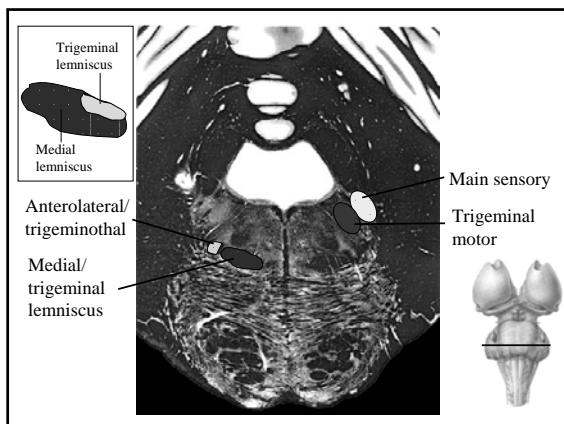 Trigeminal
lemniscus
Medial
lemniscus
Anterolateral/
trigeminothal
Medial/
trigeminal
lemniscus
Main sensory
Trigeminal
motor